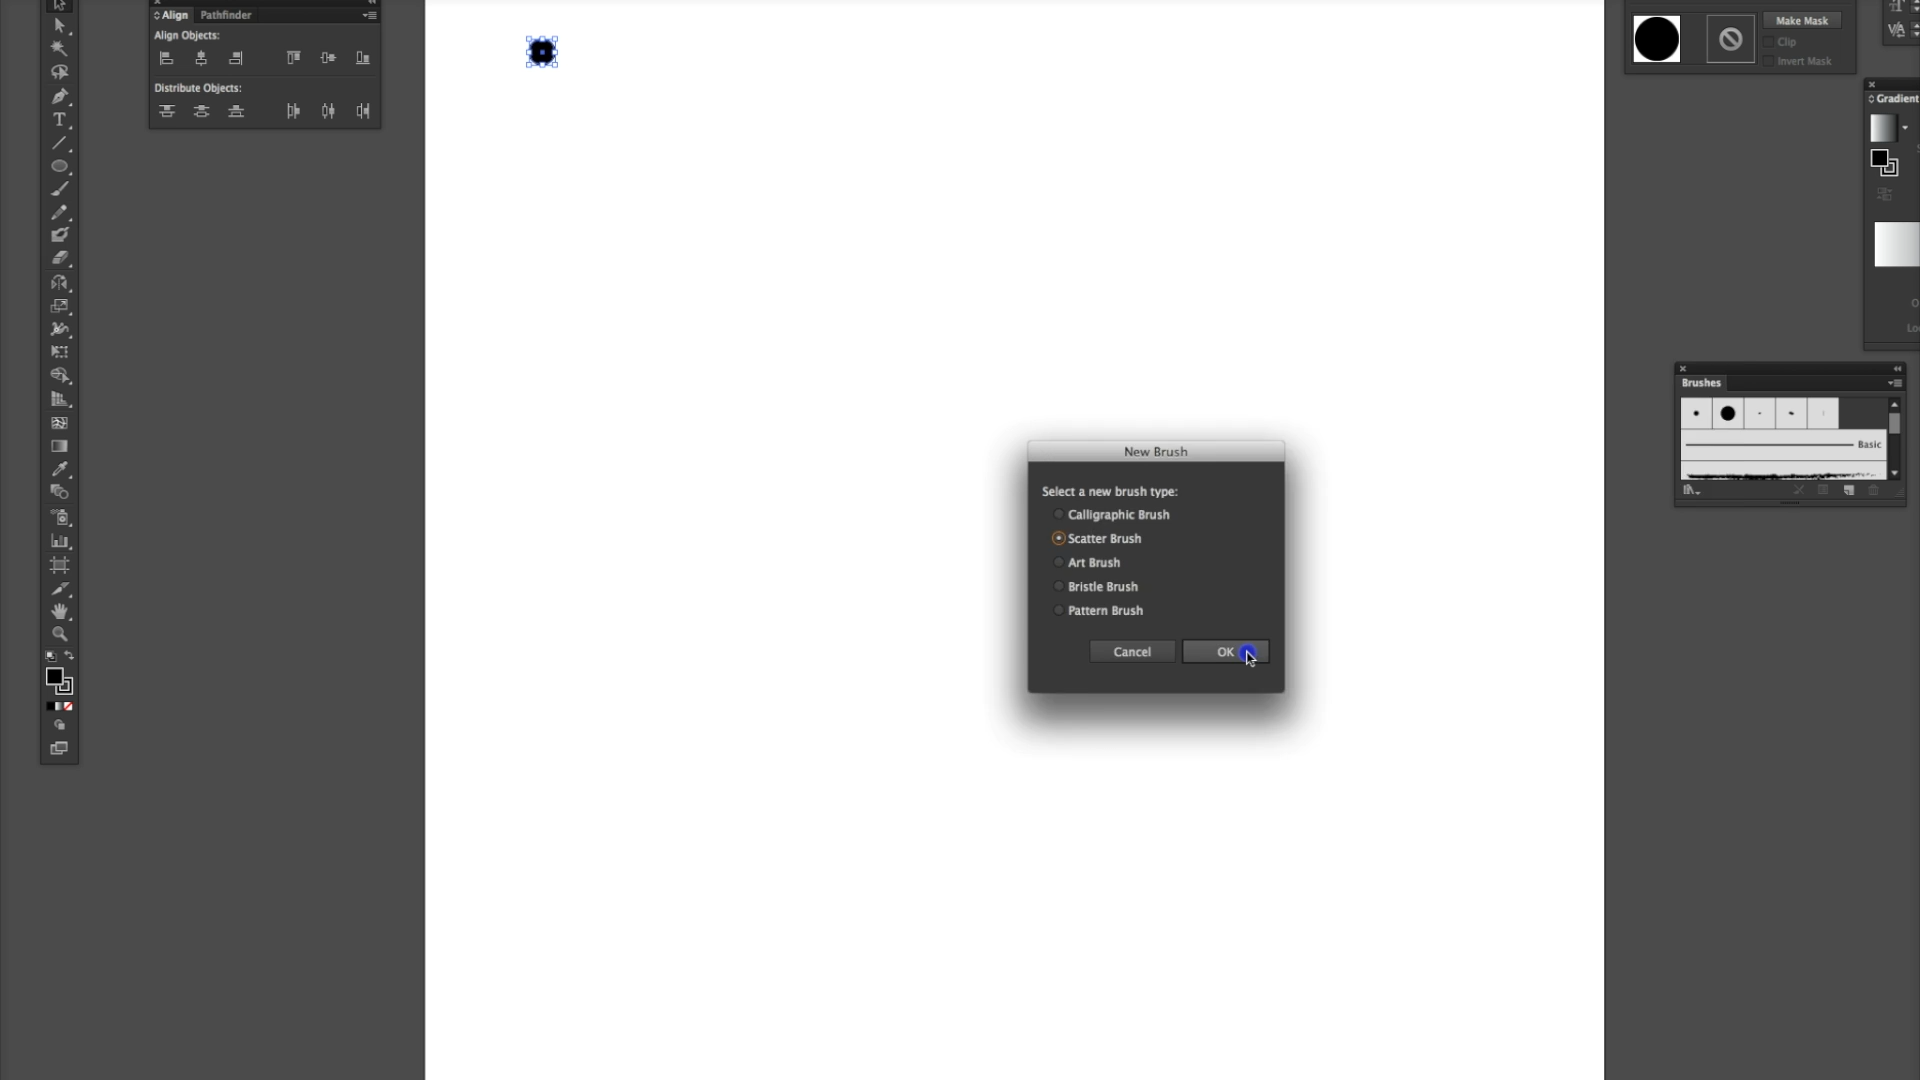 Align Pathfinder
Align Objects:
Distribute Objects:
Make Mask
Clip
Invert Mask
Gradient
Brushes
Basic
New Brush
Select a new brush type:
Calligraphic Brush
Scatter Brush
Art Brush
Bristle Brush
Pattern Brush
Cancel OK